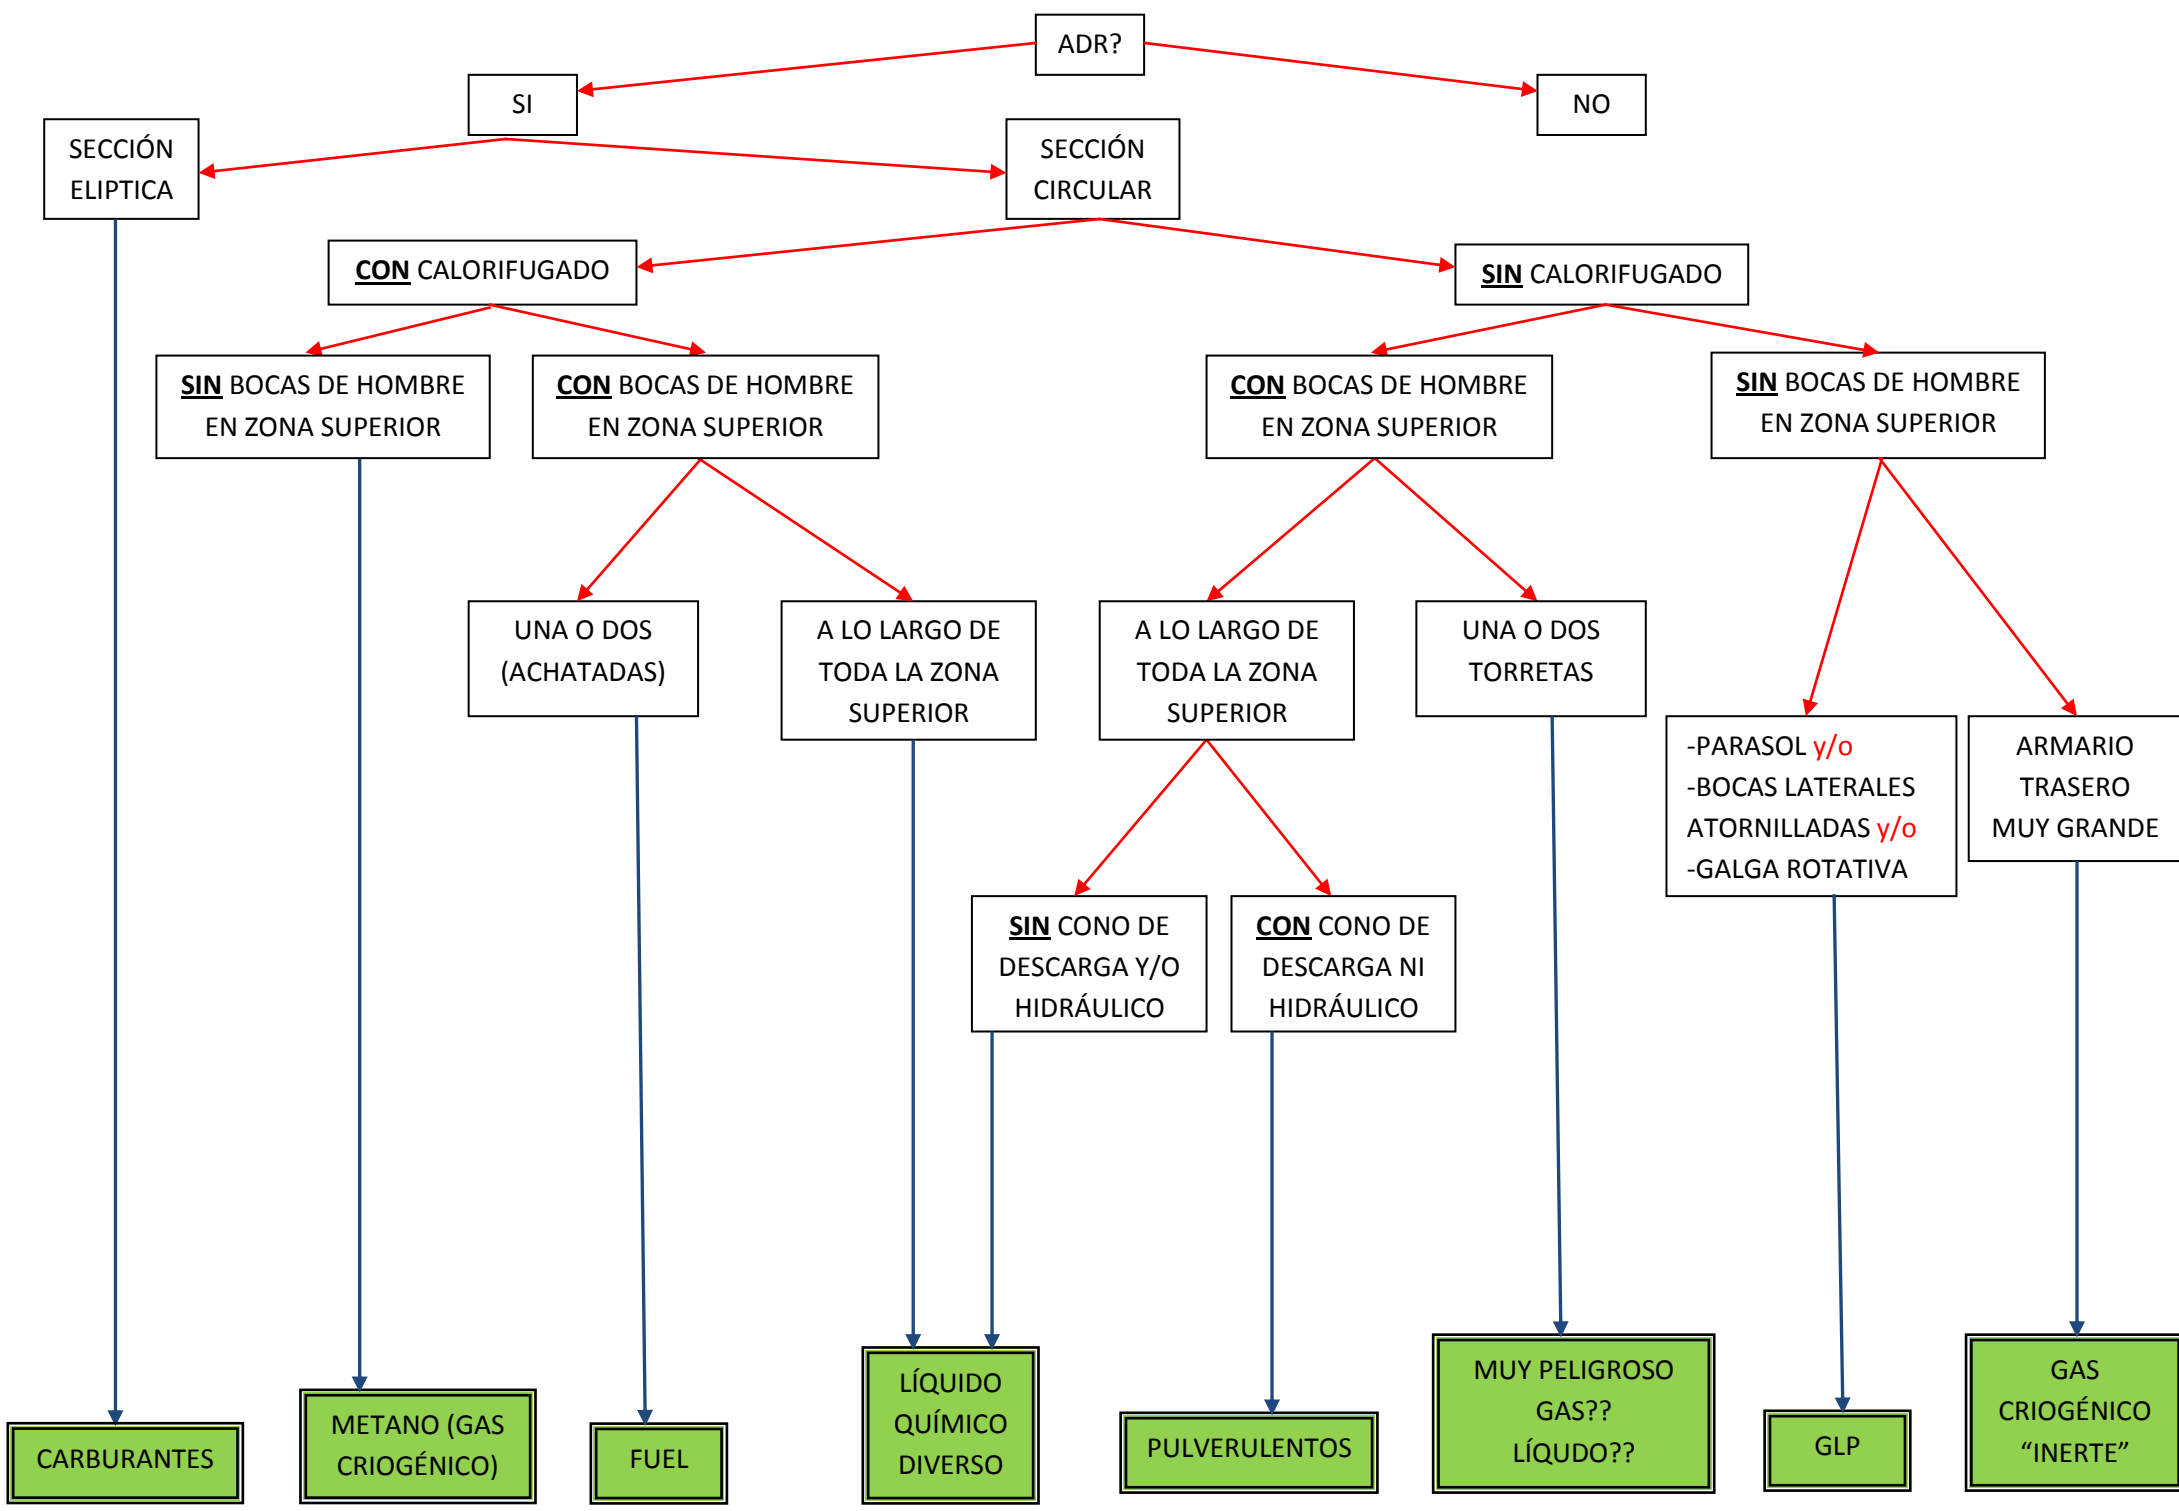 ADR?
SI
NO
SECCIÓN
ELIPTICA
SECCIÓN
CIRCULAR
CON CALORIFUGADO
SIN CALORIFUGADO
SIN BOCAS DE HOMBRE
EN ZONA SUPERIOR
CON BOCAS DE HOMBRE
EN ZONA SUPERIOR
CON BOCAS DE HOMBRE
EN ZONA SUPERIOR
SIN BOCAS DE HOMBRE
EN ZONA SUPERIOR
UNA O DOS
(ACHATADAS)
A LO LARGO DE
TODA LA ZONA
SUPERIOR
A LO LARGO DE
TODA LA ZONA
SUPERIOR
UNA O DOS
TORRETAS
-PARASOL y/o
-BOCAS LATERALES
ATORNILLADAS y/o
-GALGA ROTATIVA
ARMARIO
TRASERO
MUY GRANDE
SIN CONO DE
DESCARGA Y/O
HIDRÁULICO
CON CONO DE
DESCARGA NI
HIDRÁULICO
CARBURANTES
METANO (GAS
CRIOGÉNICO)
FUEL
LÍQUIDO
QUÍMICO
DIVERSO
PULVERULENTOS
MUY PELIGROSO
GAS??
LÍQUDO??
GLP
GAS
CRIOGÉNICO
“INERTE”